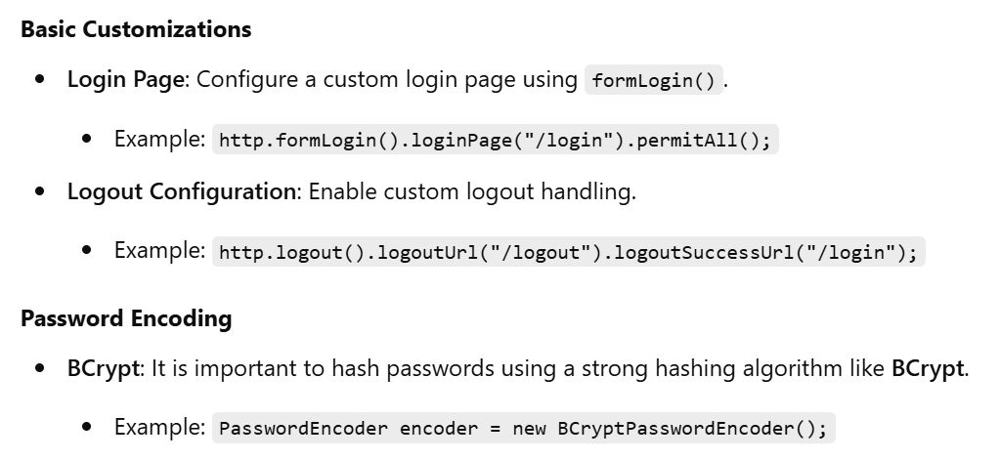 Basic Customizations
• Login Page: Configure a custom login page using formLogin().
• Example: http.formLogin().loginPage("/login").permitAll();
• Logout Configuration: Enable custom logout handling.
• Example: http.logout().logoutUrl("/logout").logoutSuccessUrl("/login");
Password Encoding
• BCrypt: It is important to hash passwords using a strong hashing algorithm like BCrypt.
• Example: PasswordEncoder encoder = new BCryptPasswordEncoder();